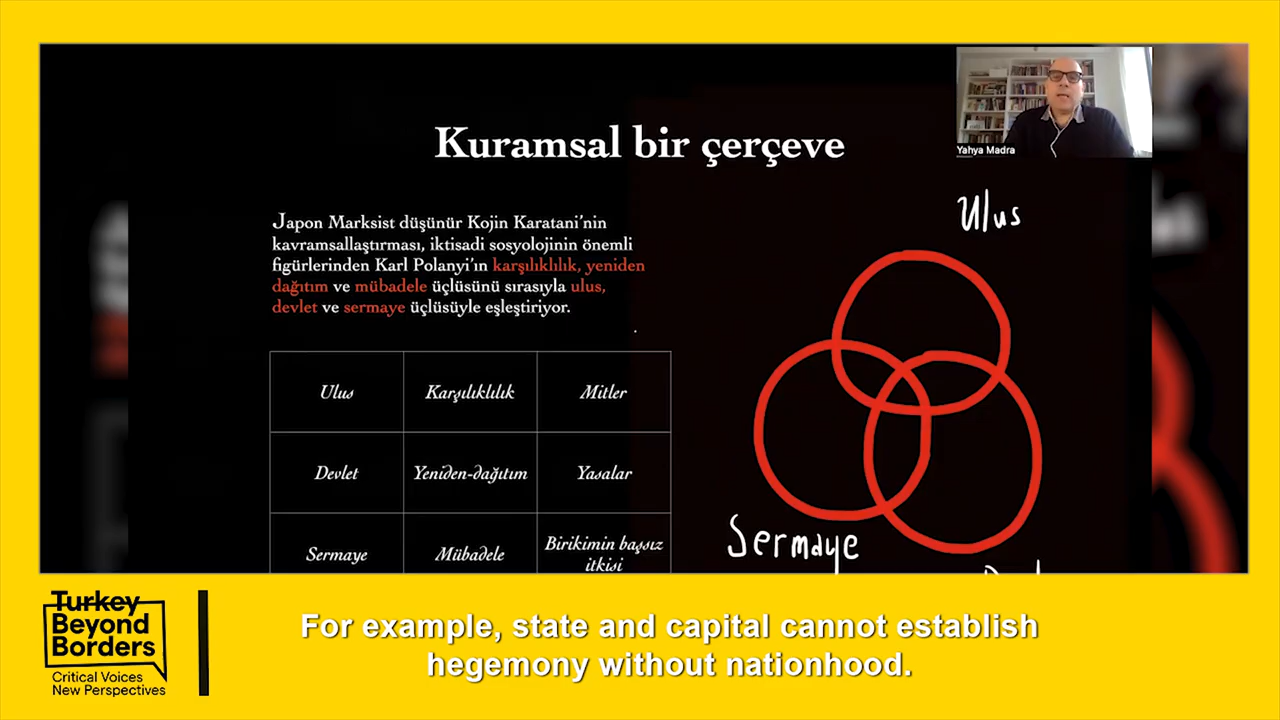 Kuramsal bir çerçeve
Yahya Madra
Japon Marksist düşünür Kojin Karatani'nin
kavramsallaştırması, iktisadi sosyolojinin önemli
figürlerinden Karl Polanyi'ın karşılıklılık, yeniden
dağıtım ve mübadele üçlüsünü sırasıyla ulus,
devlet ve sermaye üçlüsüyle eşleştiriyor.
Ulus
Ulus Karşılıklılık Mitler
Devlet Yeniden-dağıtım Yasalar
Sermaye Mübadele Birikimin başsız
itkisi
Sermaye
Turkey
Beyond
Borders
Critical Voices
New Perspectives
For example, state and capital cannot establish
hegemony without nationhood.